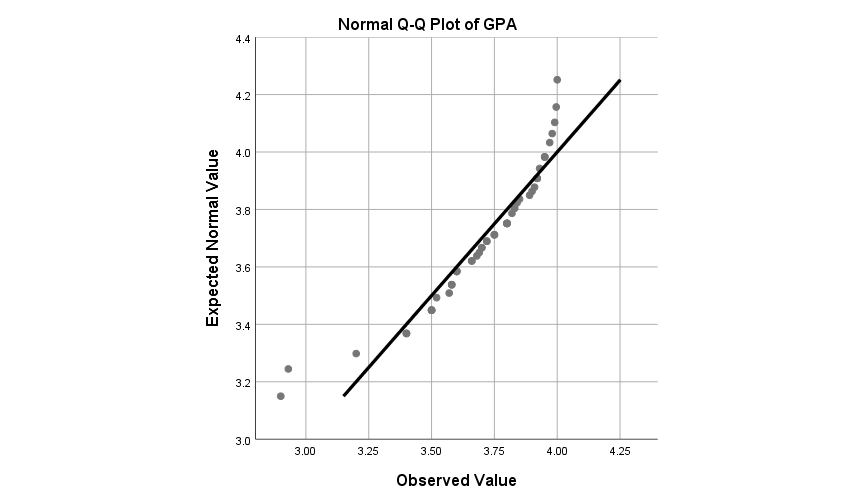 Normal Q-Q Plot of GPA
4.4
4.2
4.0
3.8
3.6
3.4
3.2
3.0
Expected Normal Value
3.00 3.25 3.50 3.75 4.00 4.25
Observed Value